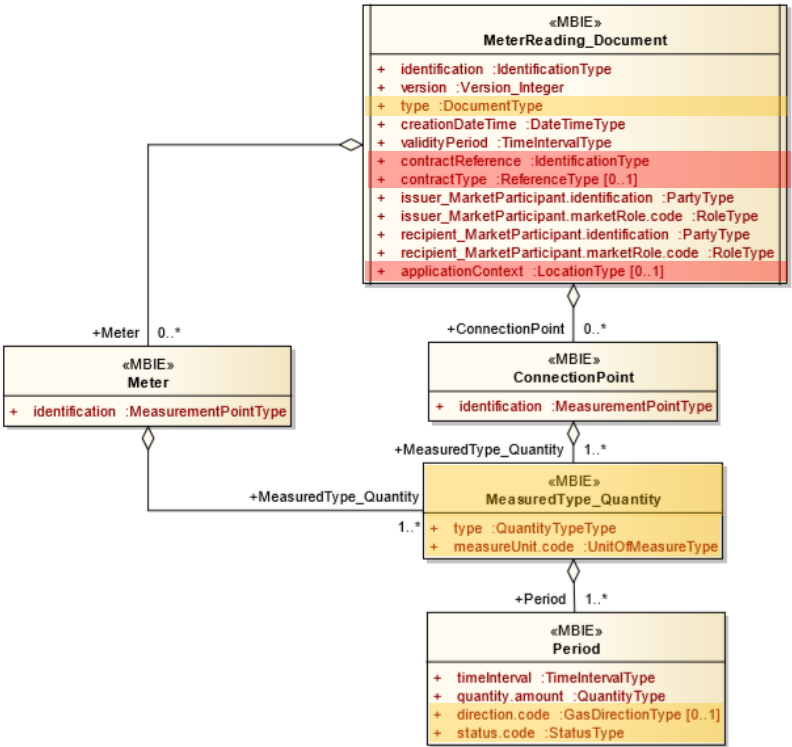 «MBIE»
MeterReading_Document
+ identification :IdentificationType
+ version :Version_Integer
+ type :DocumentType
+ creationDateTime :DateTimeType
+ validityPeriod :TimeIntervalType
+ contractReference :IdentificationType
+ contractType :ReferenceType [0..1]
+ issuer_MarketParticipant.identification :PartyType
+ issuer_MarketParticipant.marketRole.code :RoleType
+ recipient_MarketParticipant.identification :PartyType
+ recipient_MarketParticipant.marketRole.code :RoleType
+ applicationContext :LocationType [0..1]
+Meter 0..*
+ConnectionPoint 0..*
«MBIE»
Meter
+ identification :MeasurementPointType
«MBIE»
ConnectionPoint
+ identification :MeasurementPointType
+MeasuredType_Quantity 1..*
+MeasuredType_Quantity
1..*
«MBIE»
MeasuredType_Quantity
+ type :QuantityTypeType
+ measureUnit.code :UnitOfMeasureType
+Period 1..*
«MBIE»
Period
+ timeInterval :TimeIntervalType
+ quantity.amount :QuantityType
+ direction.code :GasDirectionType [0..1]
+ status.code :StatusType